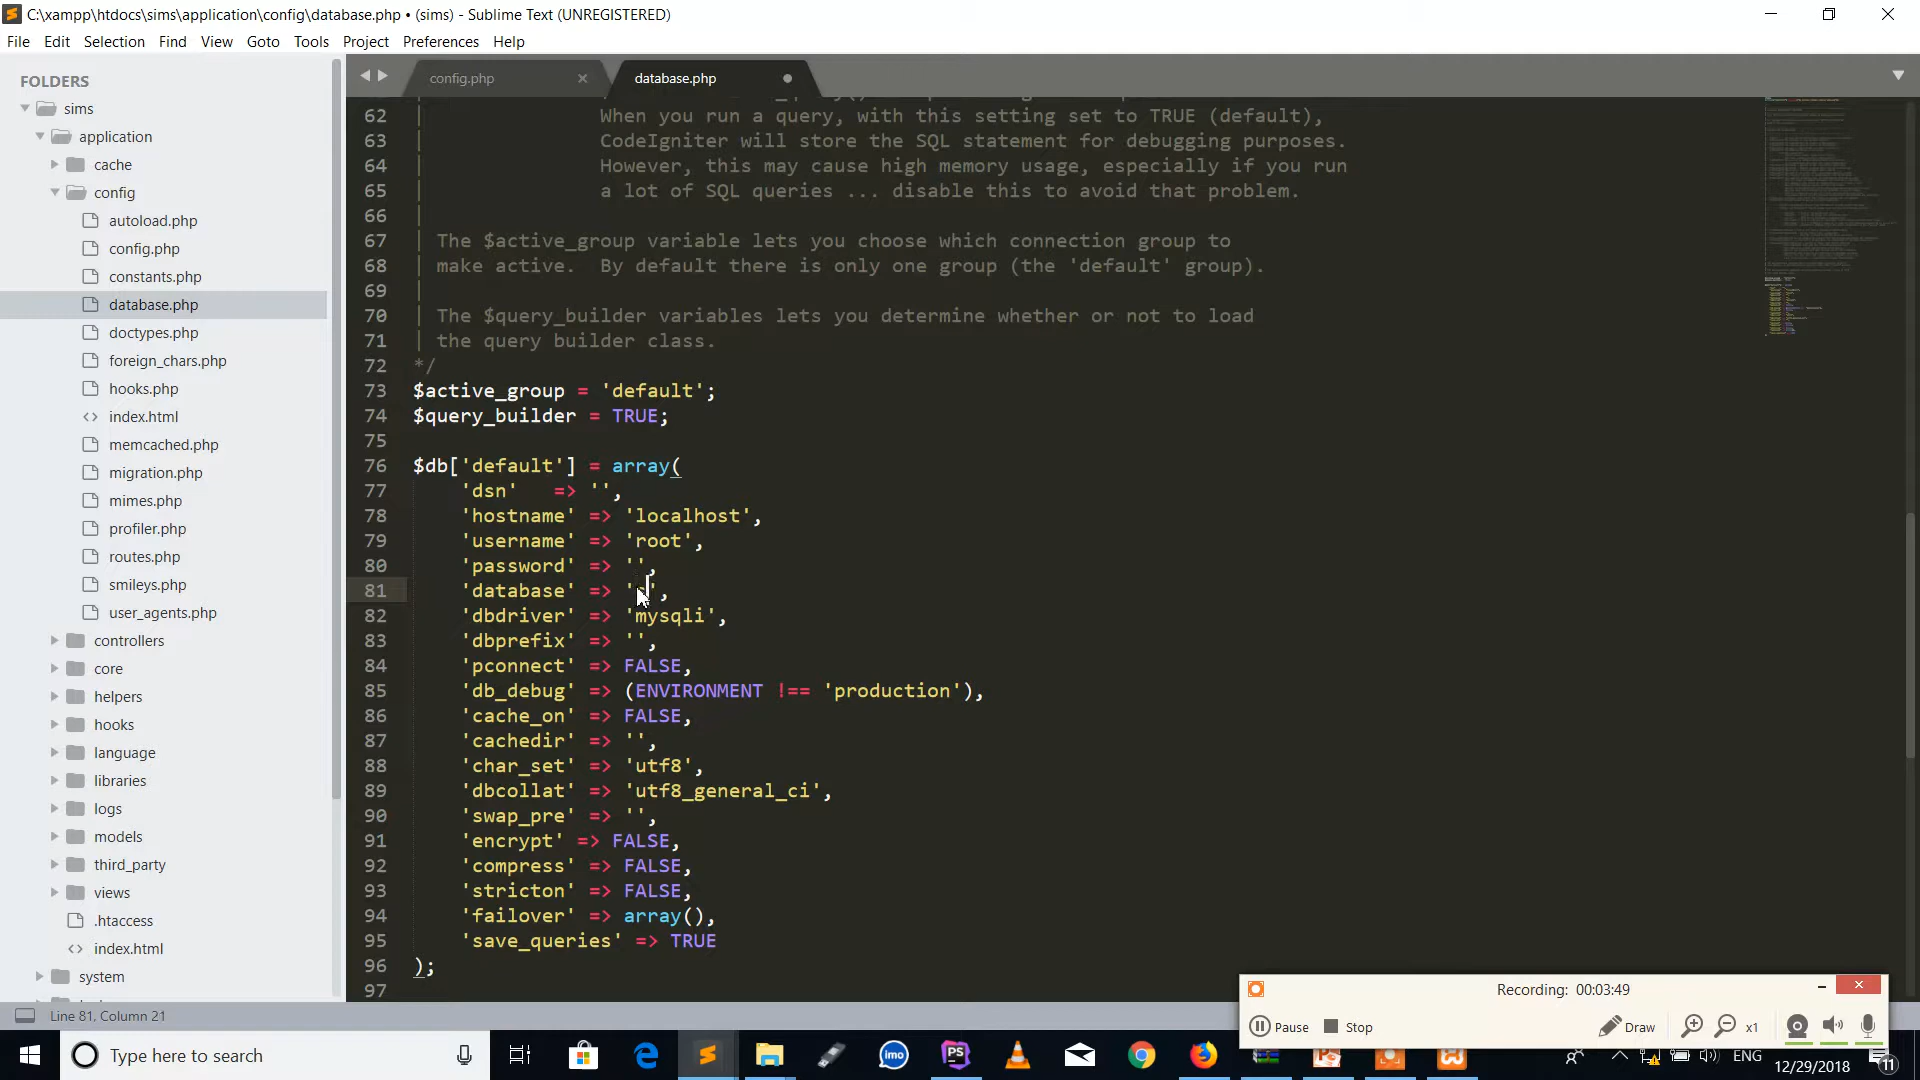 C:\xampp\htdocs\sims\application\config\database.php • (sims) - Sublime Text (UNREGISTERED)
File Edit Selection Find View Goto Tools Project Preferences Help
FOLDERS
sims
application
cache
config
autoload.php
config.php
constants.php
database.php
doctypes.php
foreign_chars.php
hooks.php
index.html
memcached.php
migration.php
mimes.php
profiler.php
routes.php
smileys.php
user_agents.php
controllers
core
helpers
hooks
language
libraries
logs
models
third_party
views
.htaccess
index.html
system
config.php
database.php
62 | When you run a query, with this setting set to TRUE (default),
63 | CodeIgniter will store the SQL statement for debugging purposes.
64 | However, this may cause high memory usage, especially if you run
65 | a lot of SQL queries ... disable this to avoid that problem.
66 |
67 | The $active_group variable lets you choose which connection group to
68 | make active. By default there is only one group (the 'default' group).
69 |
70 | The $query_builder variables lets you determine whether or not to load
71 | the query builder class.
72 */
73 $active_group = 'default';
74 $query_builder = TRUE;
75
76 $db['default'] = array(
77 'dsn' => '',
78 'hostname' => 'localhost',
79 'username' => 'root',
80 'password' => '',
81 'database' => '',
82 'dbdriver' => 'mysqli',
83 'dbprefix' => '',
84 'pconnect' => FALSE,
85 'db_debug' => (ENVIRONMENT !== 'production'),
86 'cache_on' => FALSE,
87 'cachedir' => '',
88 'char_set' => 'utf8',
89 'dbcollat' => 'utf8_general_ci',
90 'swap_pre' => '',
91 'encrypt' => FALSE,
92 'compress' => FALSE,
93 'stricton' => FALSE,
94 'failover' => array(),
95 'save_queries' => TRUE
96 );
97
Line 81, Column 21
Recording: 00:03:49
Pause Stop Draw x1
Type here to search
imo
PS
ENG
12/29/2018
11